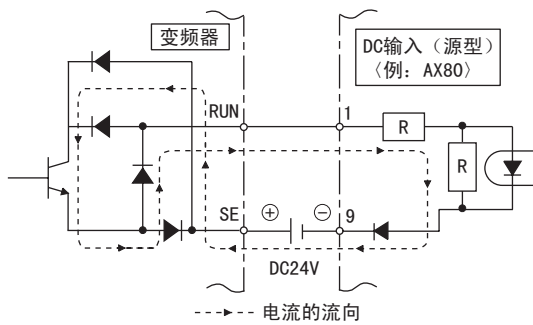 变频器
DC输入（源型）
〈例：AX80〉
RUN
1
R
R
SE
⊕
⊖
9
DC24V
电流的流向